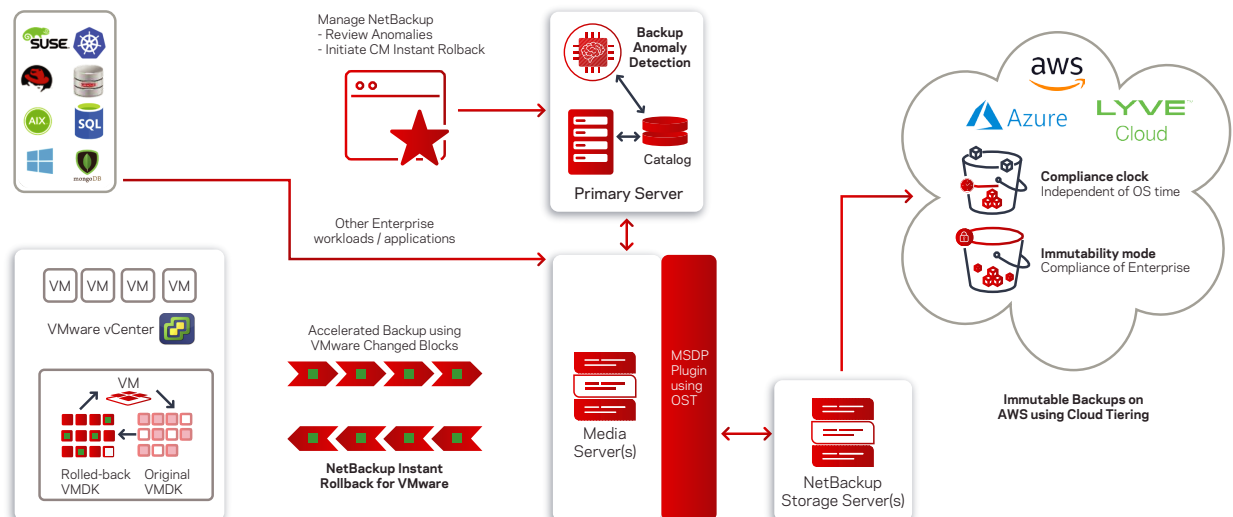 SUSE
AIX
SQL
mongoDB
Manage NetBackup
- Review Anomalies
- Initiate CM Instant Rolback
Backup
Anomaly
Detection
Catalog
Primary Server
Other Enterprise
workloads / applications
VM VM VM VM
VMware vCenter
VM
Rolled-back
VMDK
Original
VMDK
Accelerated Backup using
VMware Changed Blocks
NetBackup Instant
Rollback for VMware
Media
Server(s)
MSDP
Plugin
using
OST
NetBackup
Storage Server(s)
aws
Azure
LYVE™
Cloud
Compliance clock
Independent of OS time
Immutability mode
Compliance of Enterprise
Immutable Backups on
AWS using Cloud Tiering